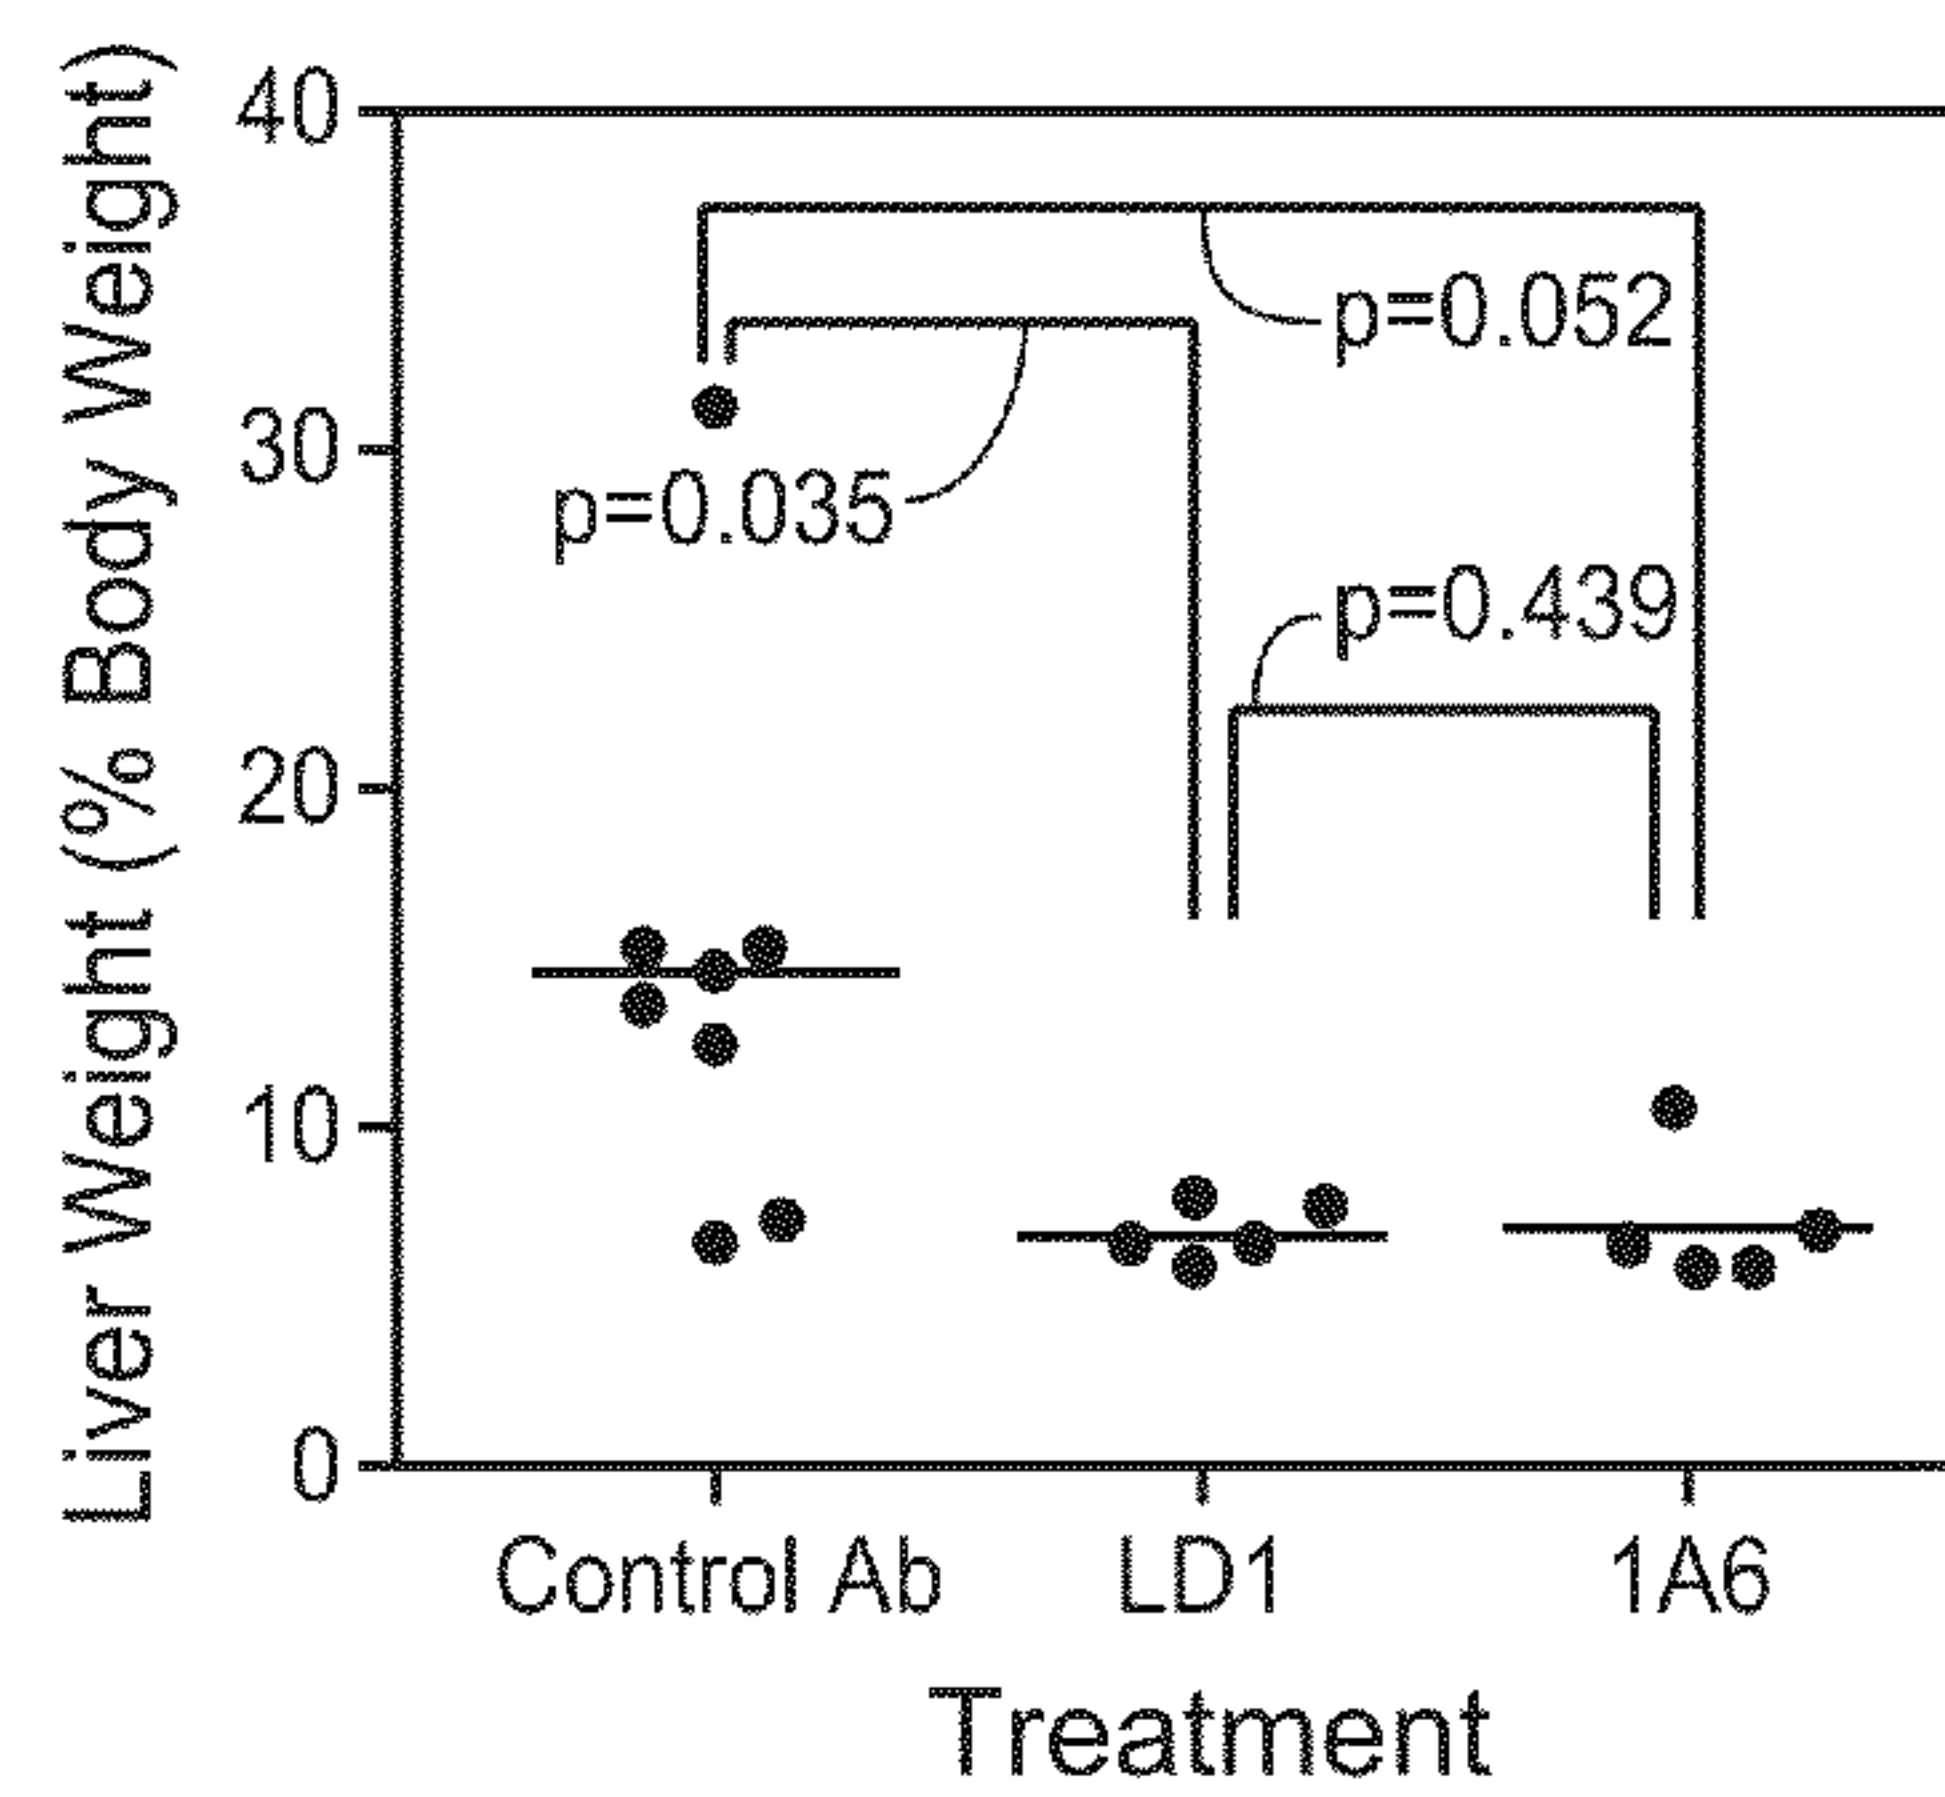 Liver Weight (% Body Weight)
40
30
20
10
0
p=0.052
p=0.035
p=0.439
Control Ab
LD1
1A6
Treatment